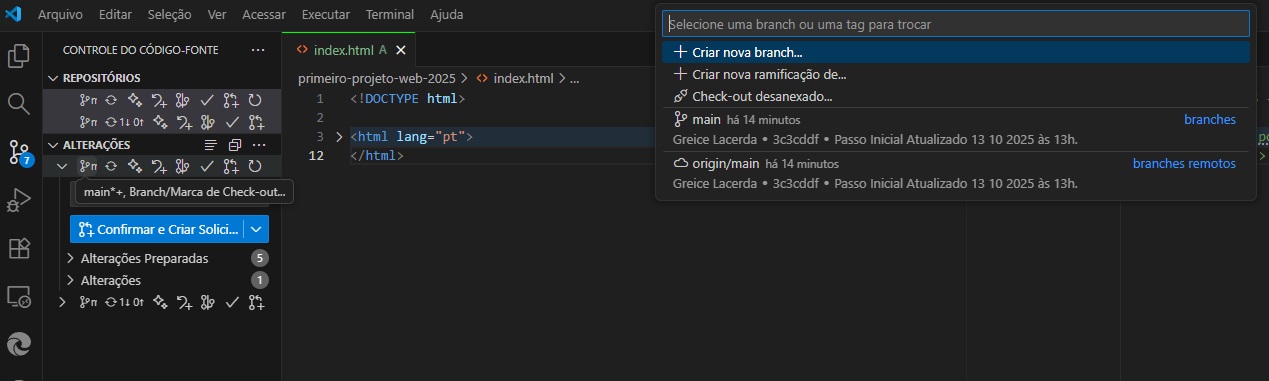 Arquivo Editar Seleção Ver Acessar Executar Terminal Ajuda
CONTROLE DO CÓDIGO-FONTE ...
index.html A
Selecione uma branch ou uma tag para trocar
Criar nova branch...
Criar nova ramificação de...
Check-out desanexado...
main há 14 minutos branches
Greice Lacerda • 3c3cddf • Passo Inicial Atualizado 13 10 2025 às 13h.
origin/main há 14 minutos branches remotos
Greice Lacerda • 3c3cddf • Passo Inicial Atualizado 13 10 2025 às 13h.
REPOSITÓRIOS
1↓ 0↑
ALTERAÇÕES
7
main*+, Branch/Marca de Check-out...
Confirmar e Criar Solici...
Alterações Preparadas 5
Alterações 1
1↓ 0↑
primeiro-projeto-web-2025 > index.html > ...
1 <!DOCTYPE html>
2
3 <html lang="pt">
12 </html>